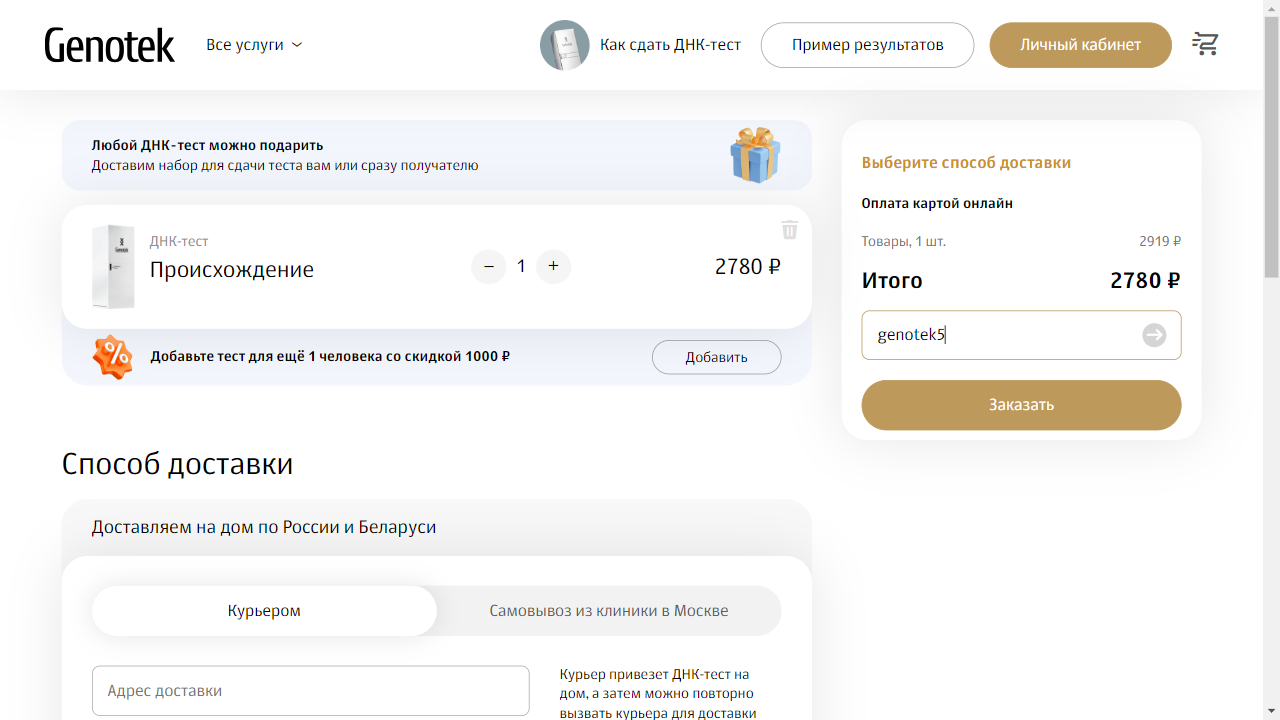 Genotek
Все услуги
Как сдать ДНК-тест
Пример результатов
Личный кабинет
Любой ДНК-тест можно подарить
Доставим набор для сдачи теста вам или сразу получателю
Genotek
ДНК-тест
Происхождение
− 1 +
2780 ₽
%
Добавьте тест для ещё 1 человека со скидкой 1000 ₽
Добавить
Выберите способ доставки
Оплата картой онлайн
Товары, 1 шт. 2919 ₽
Итого 2780 ₽
genotek5
Заказать
Способ доставки
Доставляем на дом по России и Беларуси
Курьером
Самовывоз из клиники в Москве
Адрес доставки
Курьер привезет ДНК-тест на
дом, а затем можно повторно
вызвать курьера для доставки